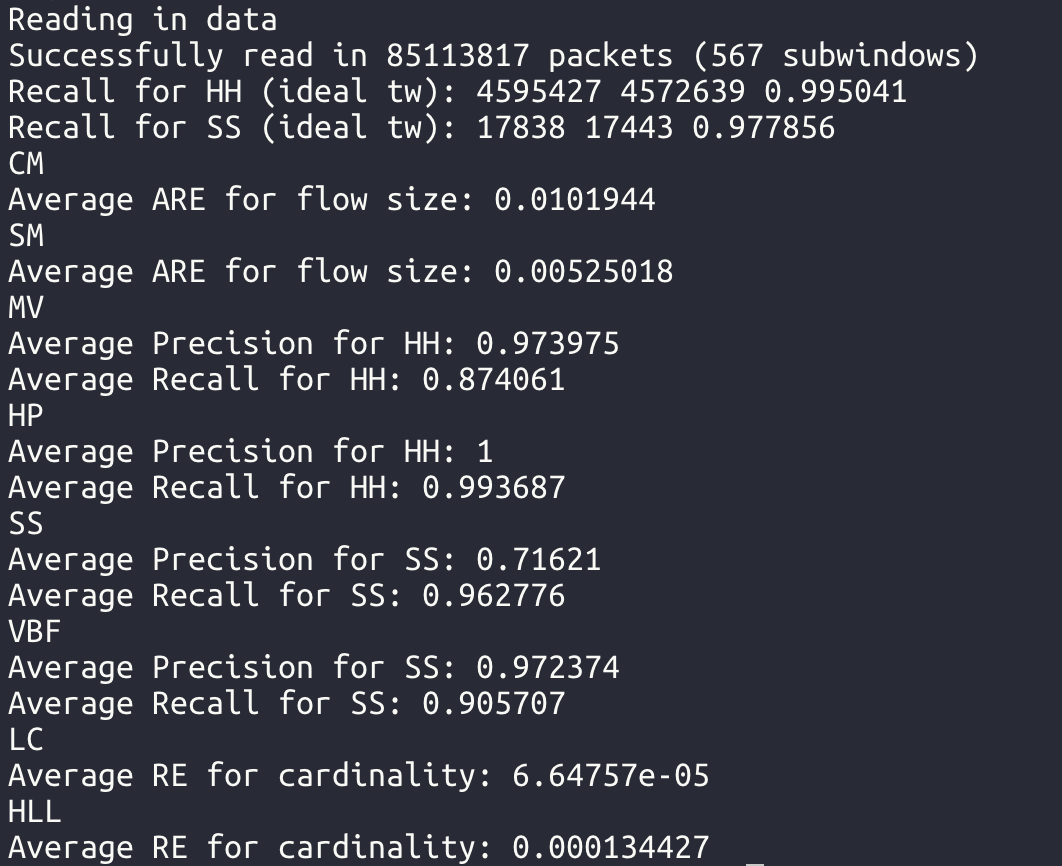 Reading in data
Successfully read in 85113817 packets (567 subwindows)
Recall for HH (ideal tw): 4595427 4572639 0.995041
Recall for SS (ideal tw): 17838 17443 0.977856
CM
Average ARE for flow size: 0.0101944
SM
Average ARE for flow size: 0.00525018
MV
Average Precision for HH: 0.973975
Average Recall for HH: 0.874061
HP
Average Precision for HH: 1
Average Recall for HH: 0.993687
SS
Average Precision for SS: 0.71621
Average Recall for SS: 0.962776
VBF
Average Precision for SS: 0.972374
Average Recall for SS: 0.905707
LC
Average RE for cardinality: 6.64757e-05
HLL
Average RE for cardinality: 0.000134427